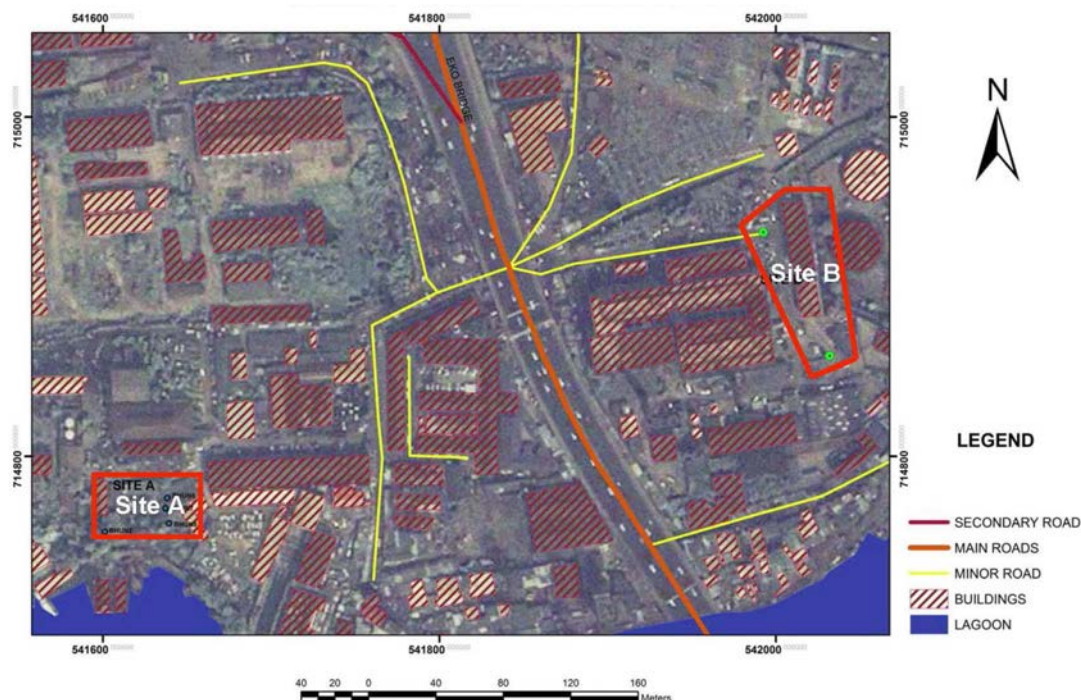 541600 541800 542000
EKO BRIDGE
N
715000 715000
Site B
LEGEND
714800 714800
SITE A
Site A
SECONDARY ROAD
MAIN ROADS
MINOR ROAD
BUILDINGS
LAGOON
541600 541800 542000
40 20 0 40 80 120 160
Meters